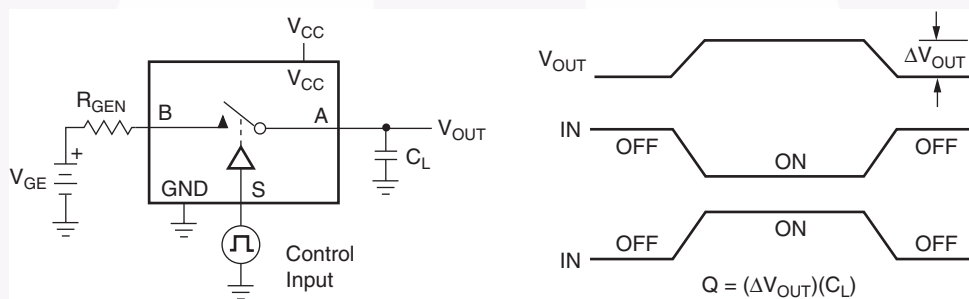 V_CC
V_CC
R_GEN
B
A
V_OUT
V_GE
+
C_L
GND
S
Control
Input
V_OUT
ΔV_OUT
IN
OFF
ON
OFF
IN
OFF
ON
OFF
Q = (ΔV_OUT)(C_L)